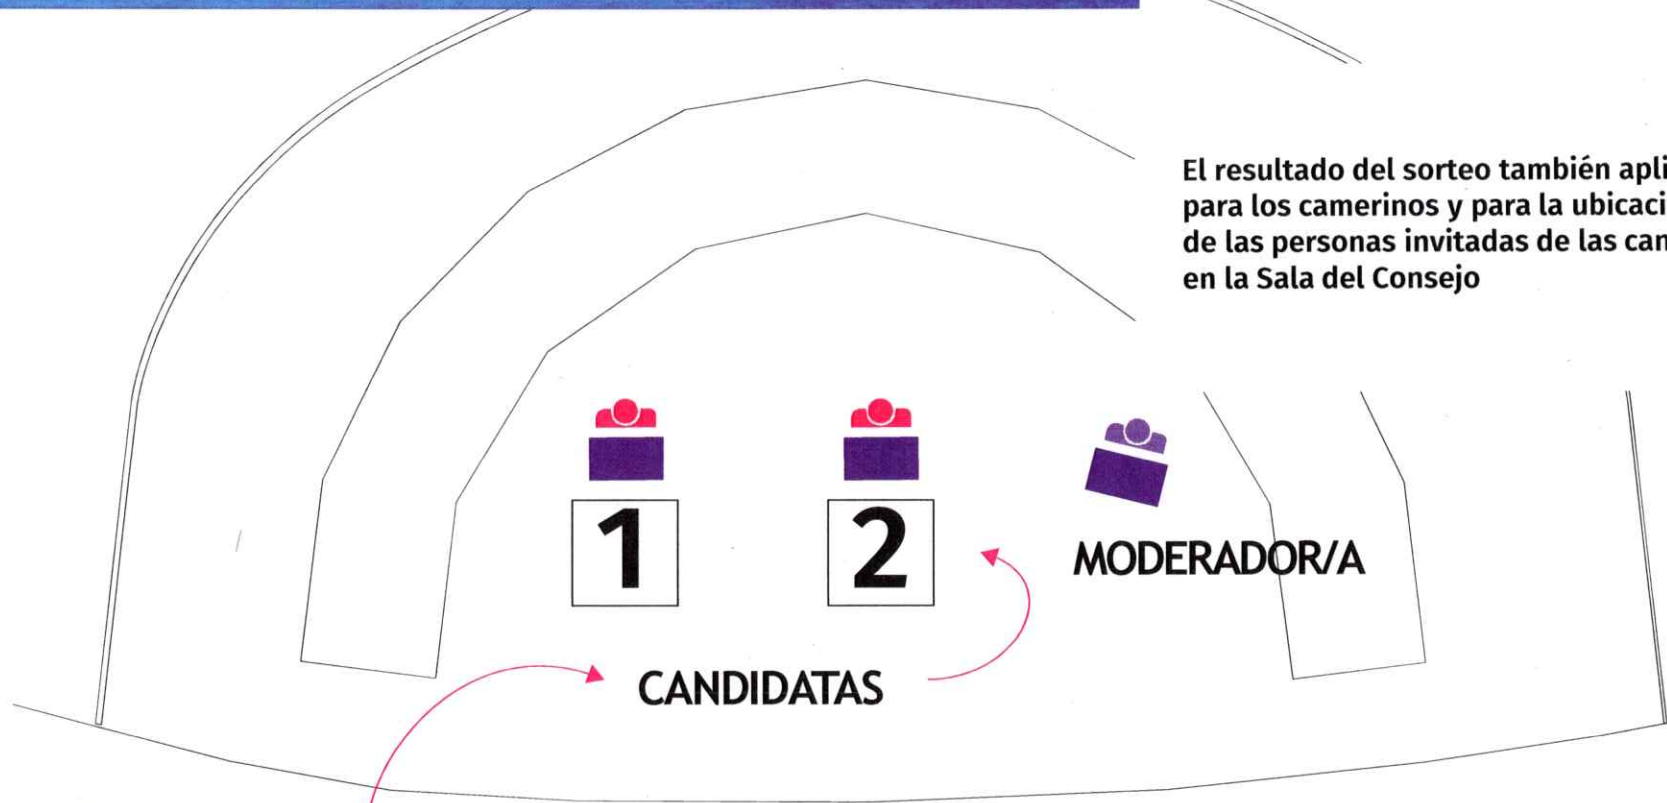 El resultado del sorteo también apli
para los camerinos y para la ubicaci
de las personas invitadas de las can
en la Sala del Consejo
1
2
MODERADOR/A
CANDIDATAS